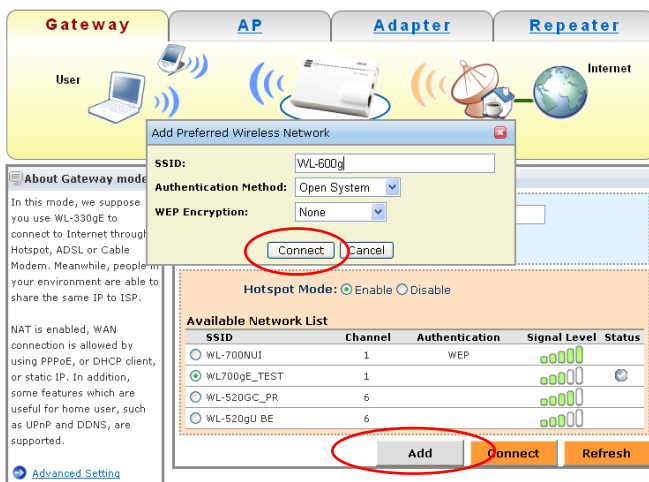 Gateway
AP
Adapter
Repeater
User
Internet
Add Preferred Wireless Network
SSID:
WL-600g
Authentication Method:
Open System
WEP Encryption:
None
Connect
Cancel
About Gateway mode
In this mode, we suppose
you use WL-330gE to
connect to Internet through
Hotspot, ADSL or Cable
Modem. Meanwhile, people in
your environment are able to
share the same IP to ISP.
NAT is enabled, WAN
connection is allowed by
using PPPoE, or DHCP client,
or static IP. In addition,
some features which are
useful for home user, such
as UPnP and DDNS, are
supported.
Advanced Setting
Hotspot Mode: Enable Disable
Available Network List
SSID Channel Authentication Signal Level Status
WL-700NUI 1 WEP
WL700gE_TEST 1
WL-520GC_PR 6
WL-520gU BE 6
Add Connect Refresh